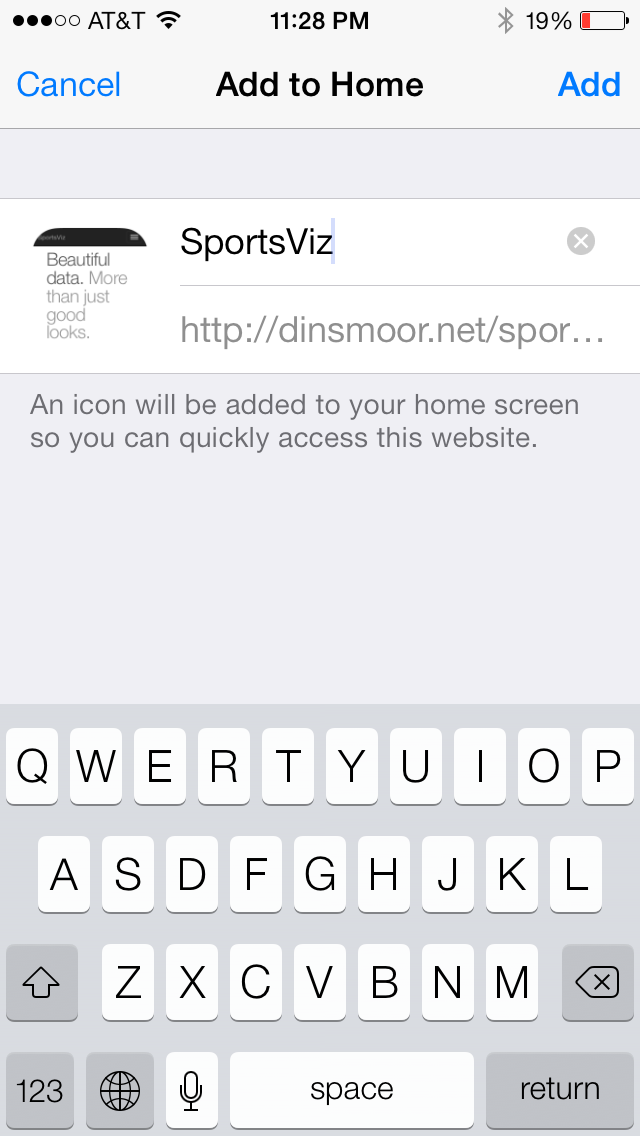 AT&T 11:28 PM 19%
Cancel Add to Home Add
SportsViz
SportsViz
Beautiful
data. More
than just
good
looks.
http://dinsmoor.net/spor...
An icon will be added to your home screen
so you can quickly access this website.
Q W E R T Y U I O P
A S D F G H J K L
Z X C V B N M
123 space return